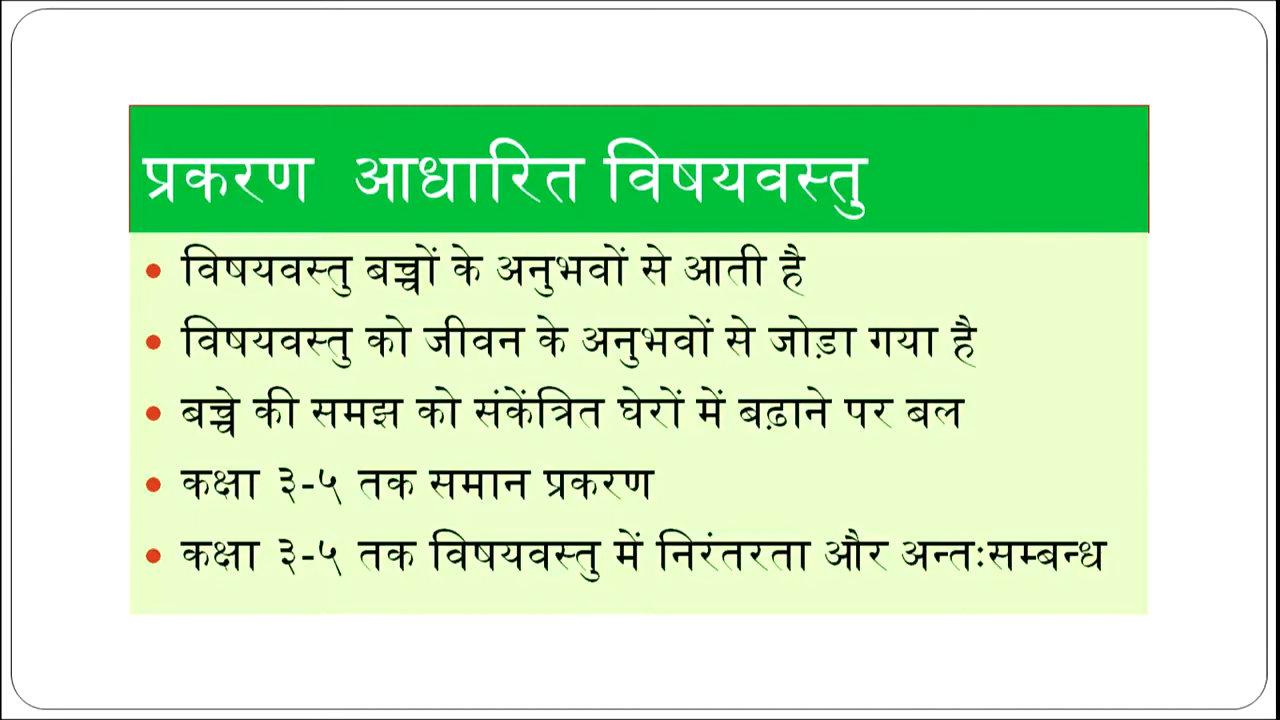 प्रकरण आधारित विषयवस्तु
• विषयवस्तु बच्चों के अनुभवों से आती है
• विषयवस्तु को जीवन के अनुभवों से जोड़ा गया है
• बच्चे की समझ को संकेंत्रित घेरों में बढ़ाने पर बल
• कक्षा ३-५ तक समान प्रकरण
• कक्षा ३-५ तक विषयवस्तु में निरंतरता और अन्तःसम्बन्ध